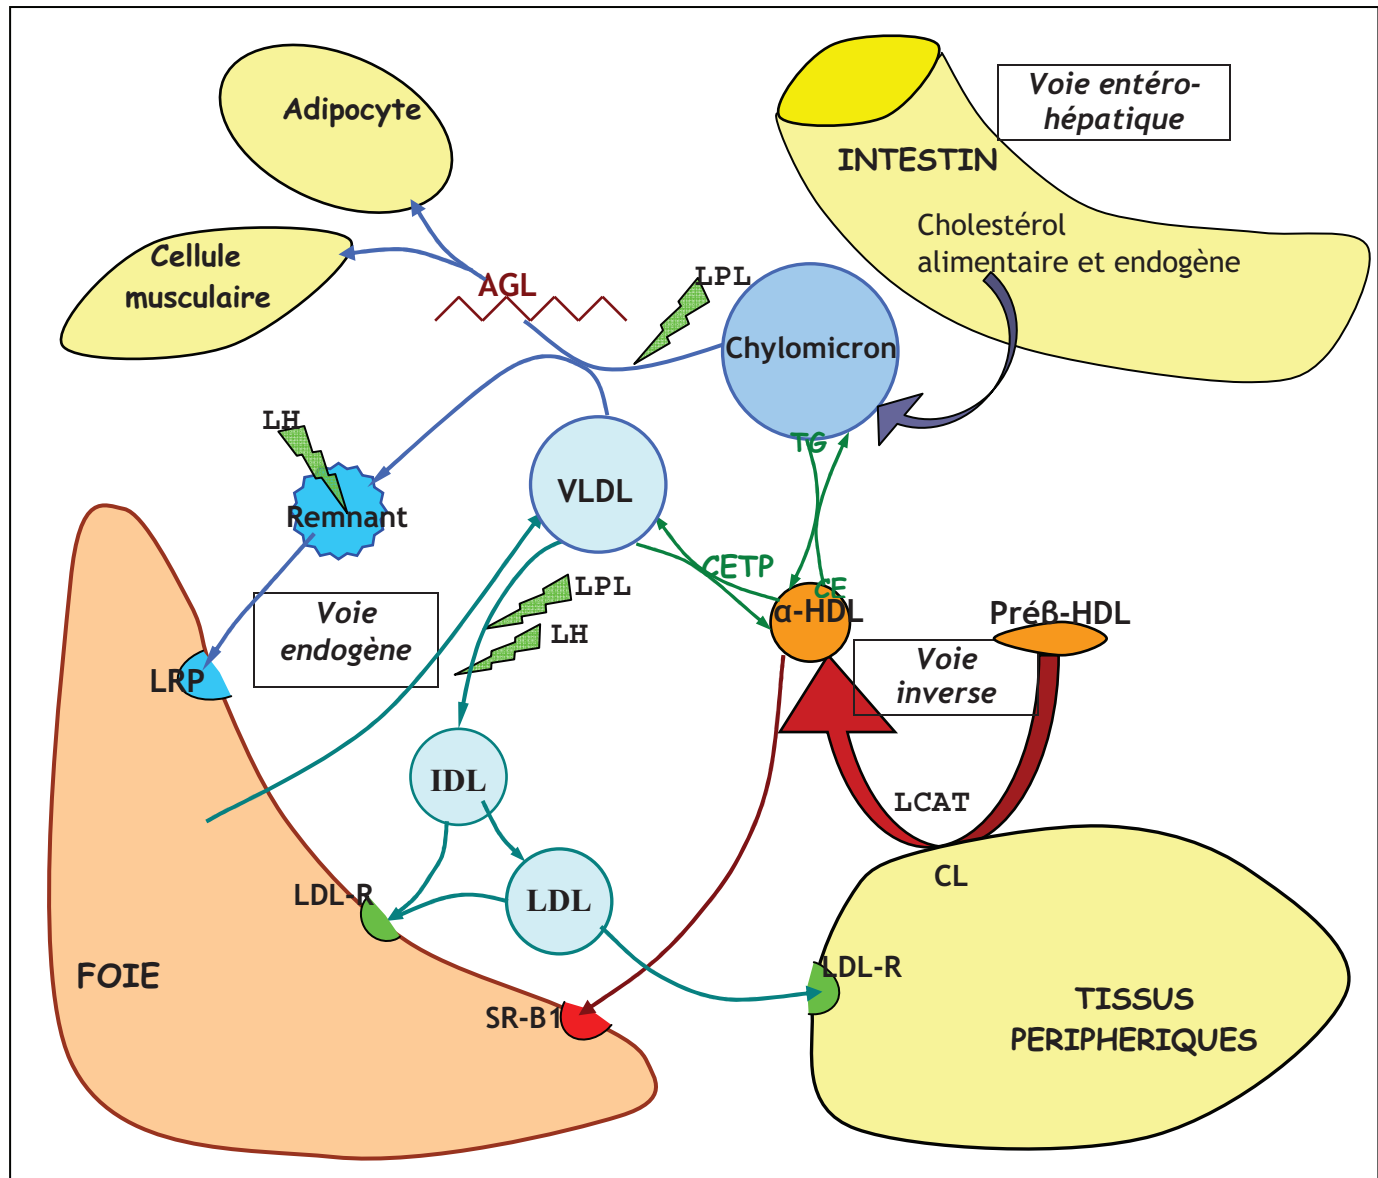 Adipocyte
Voie entéro-
hépatique
INTESTIN
Cholestérol
alimentaire et endogène
Cellule
musculaire
AGL
LPL
Chylomicron
LH
TG
Remnant
VLDL
CETP
CE
LPL
LH
α-HDL
Préβ-HDL
Voie
endogène
Voie
inverse
LRP
IDL
LCAT
CL
LDL-R
LDL
FOIE
LDL-R
SR-B1
TISSUS
PERIPHERIQUES